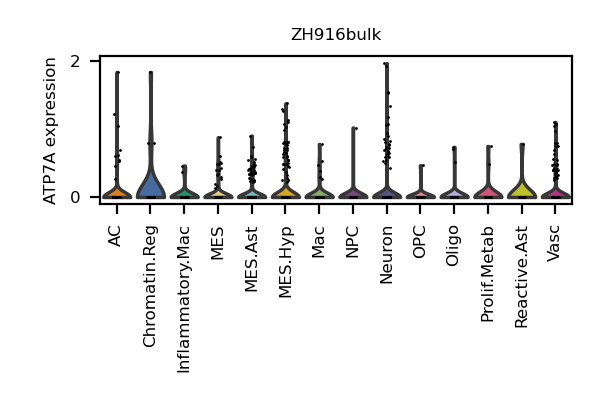 ZH916bulk
ATP7A expression
2
0
AC
Chromatin.Reg
Inflammatory.Mac
MES
MES.Ast
MES.Hyp
Mac
NPC
Neuron
OPC
Oligo
Prolif.Metab
Reactive.Ast
Vasc